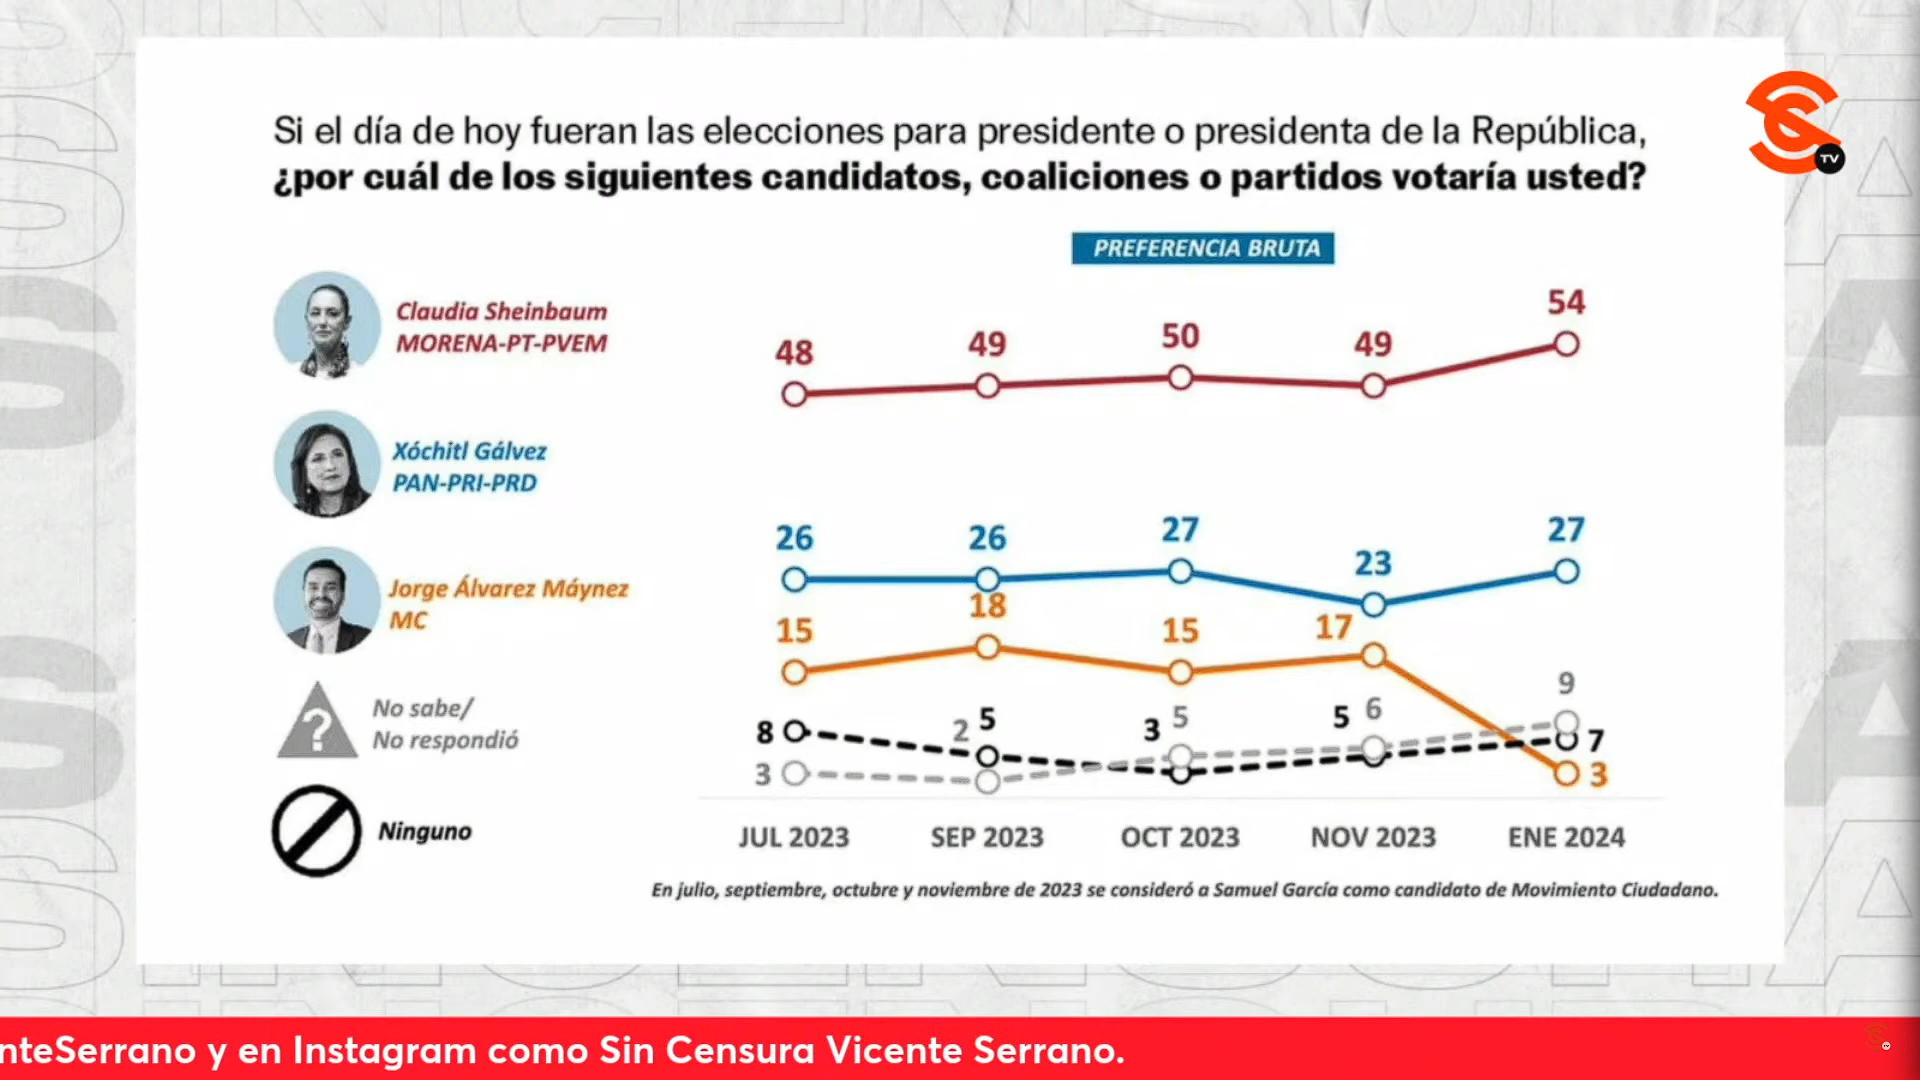 Si el día de hoy fueran las elecciones para presidente o presidenta de la República,
¿por cuál de los siguientes candidatos, coaliciones o partidos votaría usted?
TV
PREFERENCIA BRUTA
Claudia Sheinbaum
MORENA-PT-PVEM
48 49 50 49 54
Xóchitl Gálvez
PAN-PRI-PRD
26 26 27 23 27
Jorge Álvarez Máynez
MC
15 18 15 17 3
No sabe/
No respondió
?
3 2 5 6 9
Ninguno
8 5 3 5 7
JUL 2023 SEP 2023 OCT 2023 NOV 2023 ENE 2024
En julio, septiembre, octubre y noviembre de 2023 se consideró a Samuel García como candidato de Movimiento Ciudadano.
nteSerrano y en Instagram como Sin Censura Vicente Serrano.